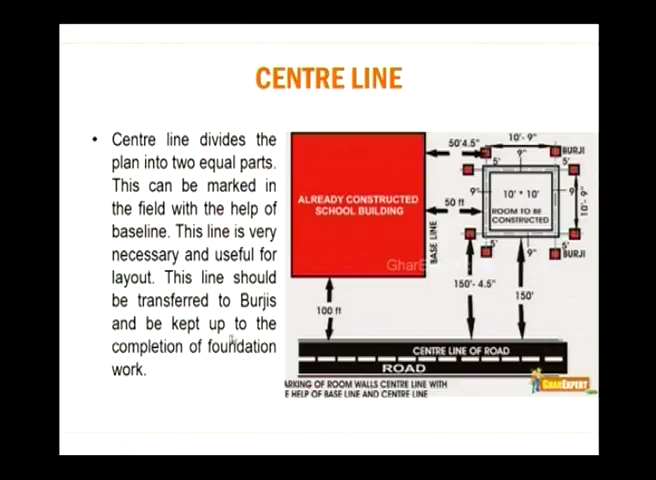 CENTRE LINE
• Centre line divides the
plan into two equal parts.
This can be marked in
the field with the help of
baseline. This line is very
necessary and useful for
layout. This line should
be transferred to Burjis
and be kept up to the
completion of foundation
work.
10'- 9"
50'4.5"
BURJI
9"
5'
5'
ALREADY CONSTRUCTED
SCHOOL BUILDING
50 ft
9"
10' * 10'
9"
10'- 9"
ROOM TO BE
CONSTRUCTED
BASE LINE
5'
9"
5'
BURJI
GharEx
150'- 4.5"
150'
100 ft
CENTRE LINE OF ROAD
ROAD
ARKING OF ROOM WALLS CENTRE LINE WITH
E HELP OF BASE LINE AND CENTRE LINE
GHAREXPERT